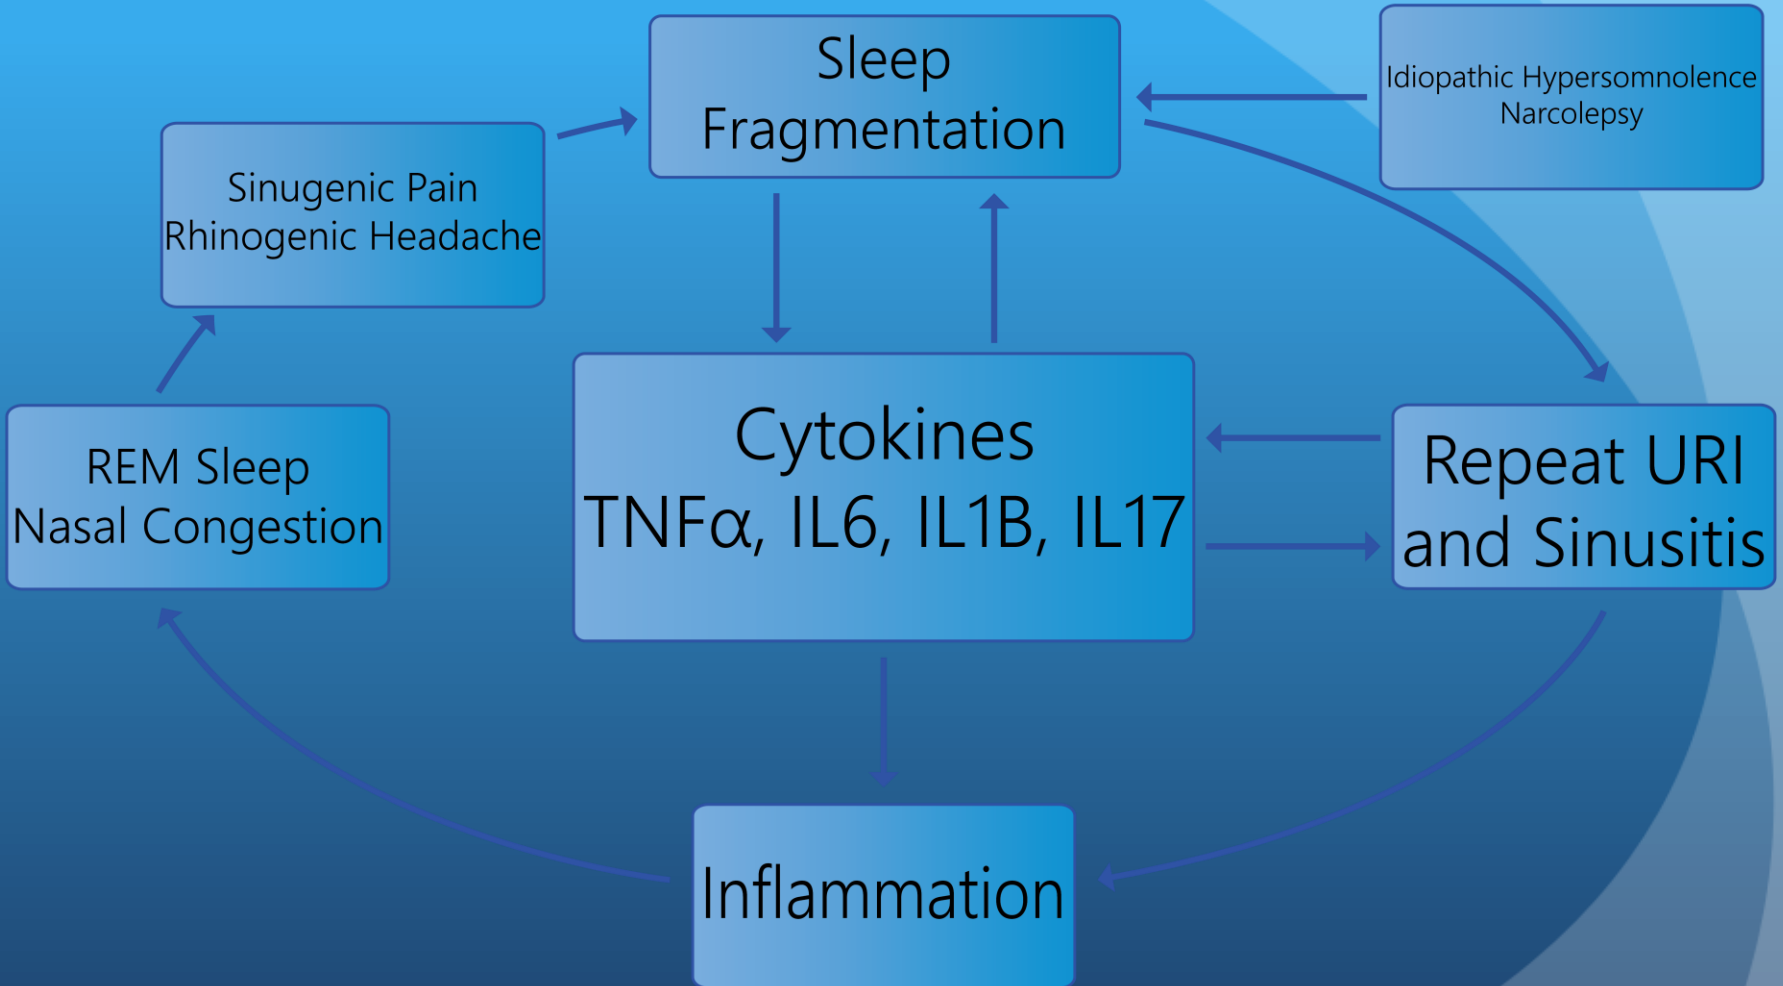 Sleep
Fragmentation
Idiopathic Hypersomnolence
Narcolepsy
Sinugenic Pain
Rhinogenic Headache
Cytokines
TNFα, IL6, IL1B, IL17
REM Sleep
Nasal Congestion
Repeat URI
and Sinusitis
Inflammation